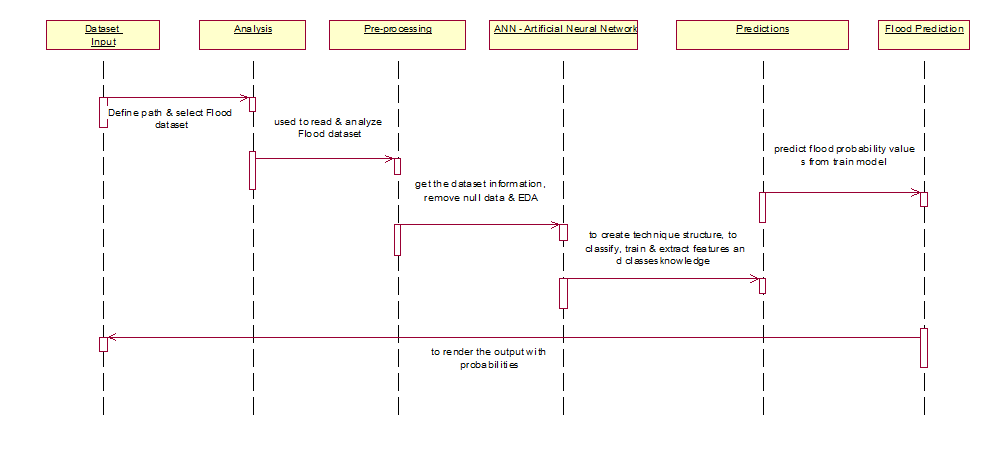 Dataset
Input
Analysis
Pre-processing
ANN - Artificial Neural Network
Predictions
Flood Prediction
Define path & select Flood
dataset
used to read & analyze
Flood dataset
predict flood probability value
s from train model
get the dataset information,
remove null data & EDA
to create technique structure, to
classify, train & extract features an
d classes knowledge
to render the output with
probabilities